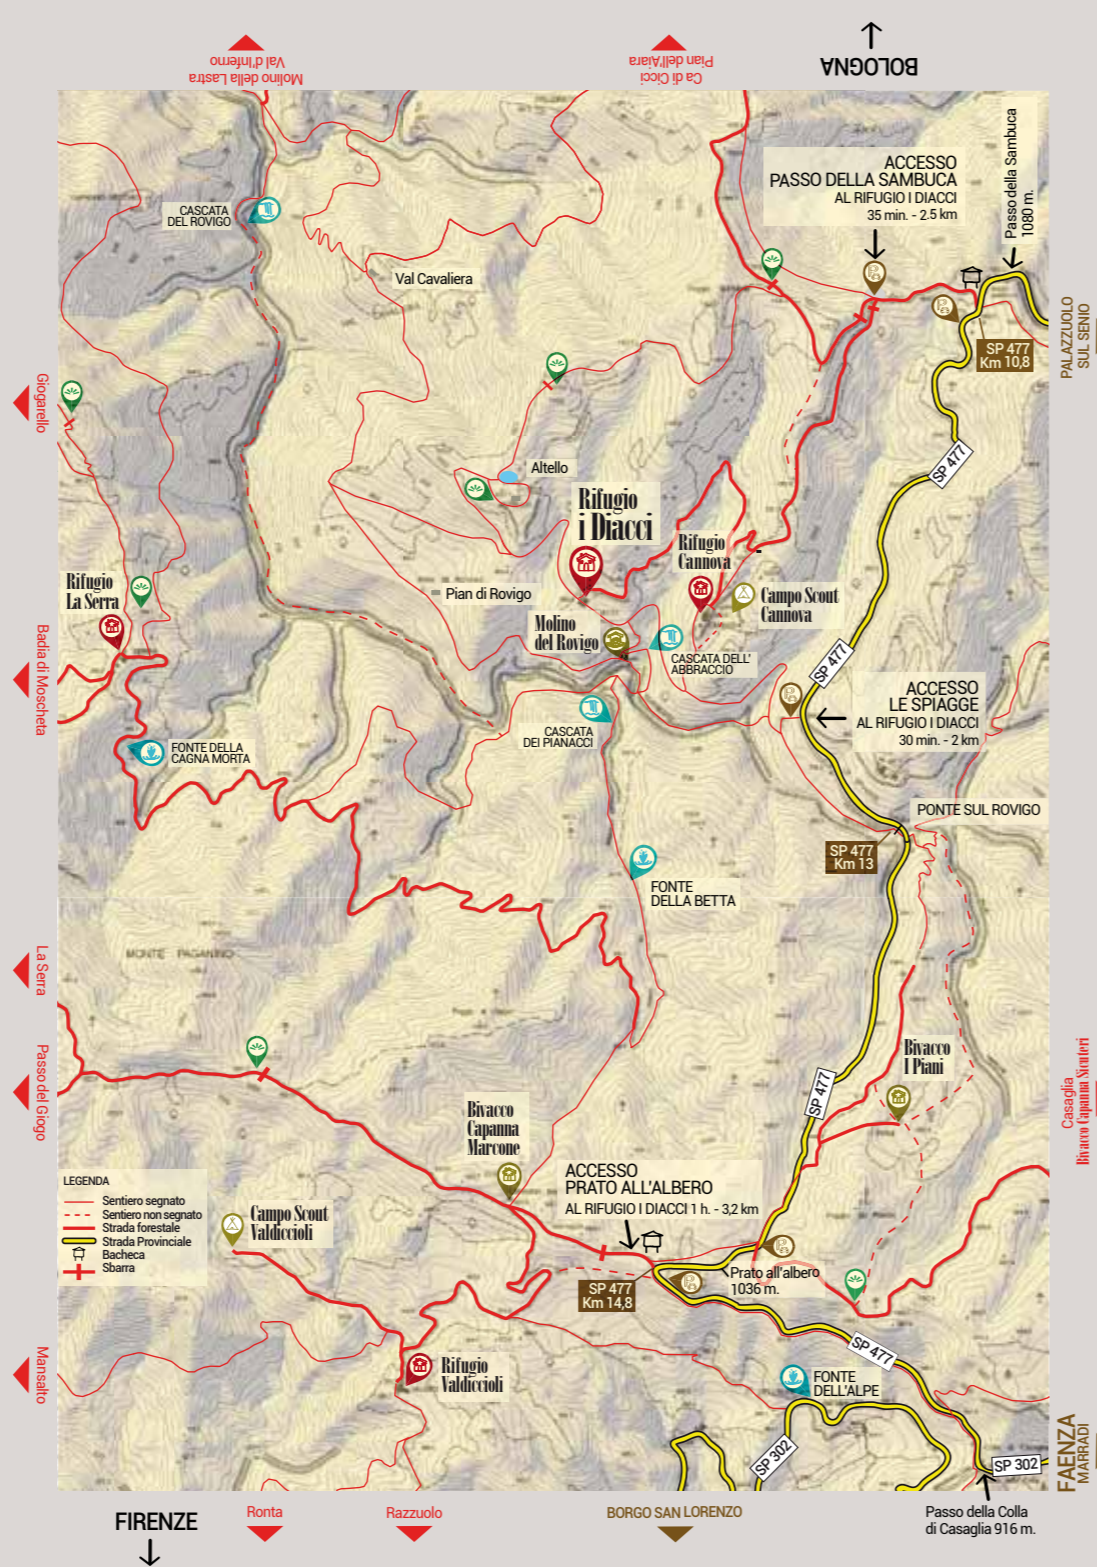 Molino della Lastra
Val d'Inferno
Ca di Cicci
Pian dell'Aiara
BOLOGNA
ACCESSO
PASSO DELLA SAMBUCA
AL RIFUGIO I DIACCI
35 min. - 2.5 km
Passo della Sambuca
1080 m.
CASCATA
DEL ROVIGO
Val Cavaliera
SP 477
Km 10,8
PALAZZUOLO
SUL SENIO
Giogarello
SP 477
Altello
Rifugio
i Diacci
Rifugio
Cannova
Rifugio
La Serra
Pian di Rovigo
Campo Scout
Cannova
Molino
del Rovigo
CASCATA DELL'
ABBRACCIO
SP 477
Badia di Moscheta
ACCESSO
LE SPIAGGE
AL RIFUGIO I DIACCI
30 min. - 2 km
CASCATA
DEI PIANACCI
FONTE DELLA
CAGNA MORTA
PONTE SUL ROVIGO
SP 477
Km 13
FONTE
DELLA BETTA
MONTE PAGANINO
La Serra
Passo del Giogo
Bivacco
I Piani
SP 477
Casaglia
Bivacco Capanna Sicuteri
Bivacco
Capanna
Marcone
ACCESSO
PRATO ALL'ALBERO
AL RIFUGIO I DIACCI 1 h. - 3,2 km
LEGENDA
Sentiero segnato
Sentiero non segnato
Strada forestale
Strada Provinciale
Bacheca
Sbarra
Campo Scout
Valdiccioli
Prato all'albero
1036 m.
SP 477
Km 14,8
SP 477
Mansalto
Rifugio
Valdiccioli
FONTE
DELL'ALPE
SP 302
SP 302
FAENZA
MARRADI
FIRENZE
Ronta
Razzuolo
BORGO SAN LORENZO
Passo della Colla
di Casaglia 916 m.